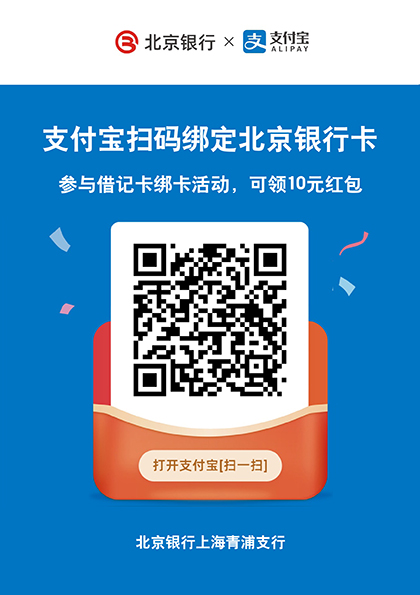 北京银行 × 支付宝
ALIPAY
支付宝扫码绑定北京银行卡
参与借记卡绑卡活动，可领10元红包
打开支付宝[扫一扫]
北京银行上海青浦支行